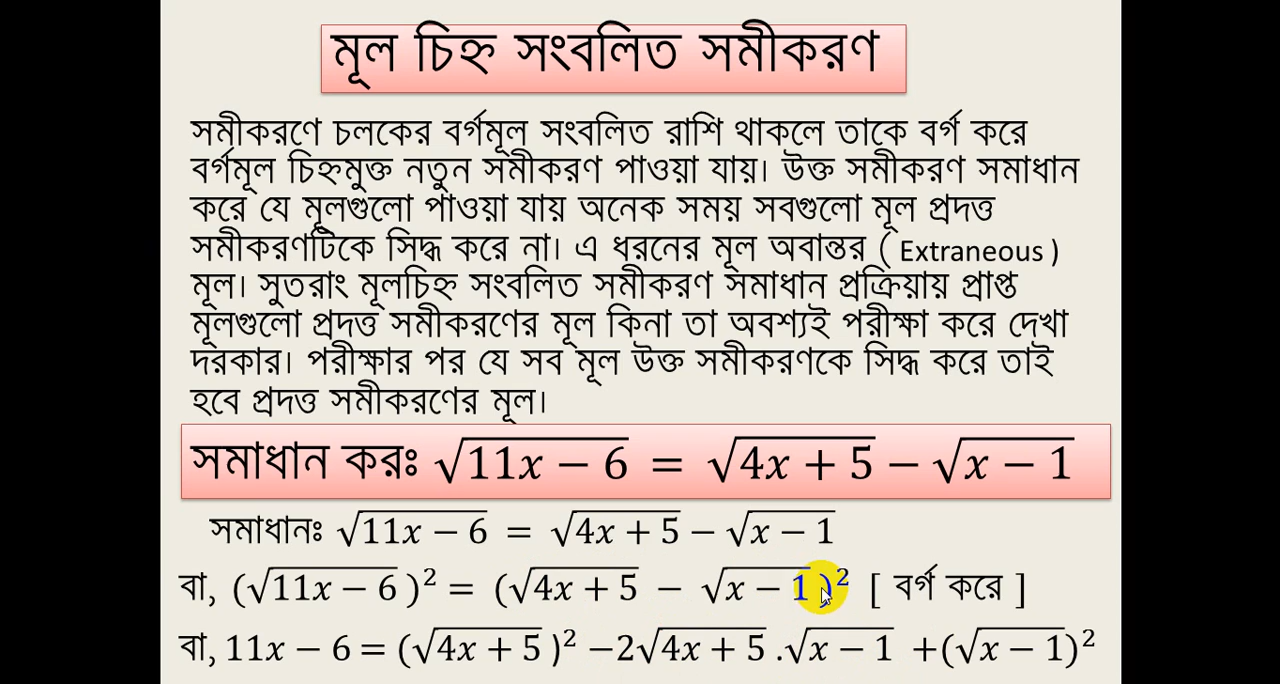 মূল চিহ্ন সংবলিত সমীকরণ
সমীকরণে চলকের বর্গমূল সংবলিত রাশি থাকলে তাকে বর্গ করে
বর্গমূল চিহ্নমুক্ত নতুন সমীকরণ পাওয়া যায়। উক্ত সমীকরণ সমাধান
করে যে মূলগুলো পাওয়া যায় অনেক সময় সবগুলো মূল প্রদত্ত
সমীকরণটিকে সিদ্ধ করে না। এ ধরনের মূল অবান্তর ( Extraneous )
মূল। সুতরাং মূলচিহ্ন সংবলিত সমীকরণ সমাধান প্রক্রিয়ায় প্রাপ্ত
মূলগুলো প্রদত্ত সমীকরণের মূল কিনা তা অবশ্যই পরীক্ষা করে দেখা
দরকার। পরীক্ষার পর যে সব মূল উক্ত সমীকরণকে সিদ্ধ করে তাই
হবে প্রদত্ত সমীকরণের মূল।
সমাধান করঃ √(11x − 6) = √(4x + 5) − √(x − 1)
সমাধানঃ √(11x − 6) = √(4x + 5) − √(x − 1)
বা, (√(11x − 6) )² = (√(4x + 5) − √(x − 1) )² [ বর্গ করে ]
বা, 11x − 6 = (√(4x + 5) )² −2√(4x + 5) .√(x − 1) +(√(x − 1))²